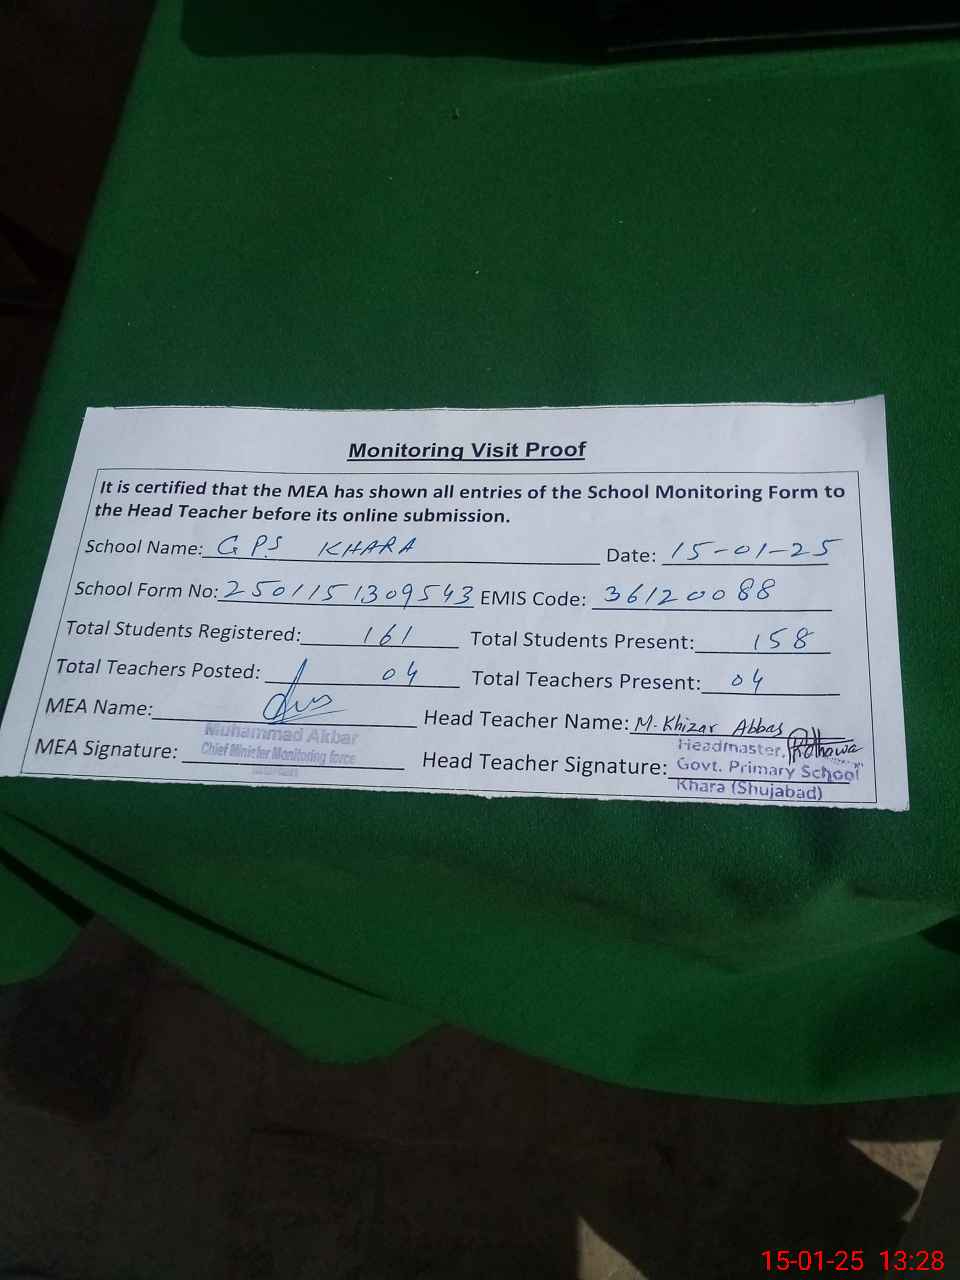 Monitoring Visit Proof
It is certified that the MEA has shown all entries of the School Monitoring Form to
the Head Teacher before its online submission.
School Name: GPS KHARA Date: 15-01-25
School Form No: 2501151309543 EMIS Code: 36120088
Total Students Registered: 161 Total Students Present: 158
Total Teachers Posted: 04 Total Teachers Present: 04
MEA Name: Head Teacher Name: M. Khizar Abbas
Muhammad Akbar
Chief Minister Monitoring force
MEA Signature: Head Teacher Signature:
Headmaster,
Govt. Primary School
Khara (Shujabad)
15-01-25 13:28